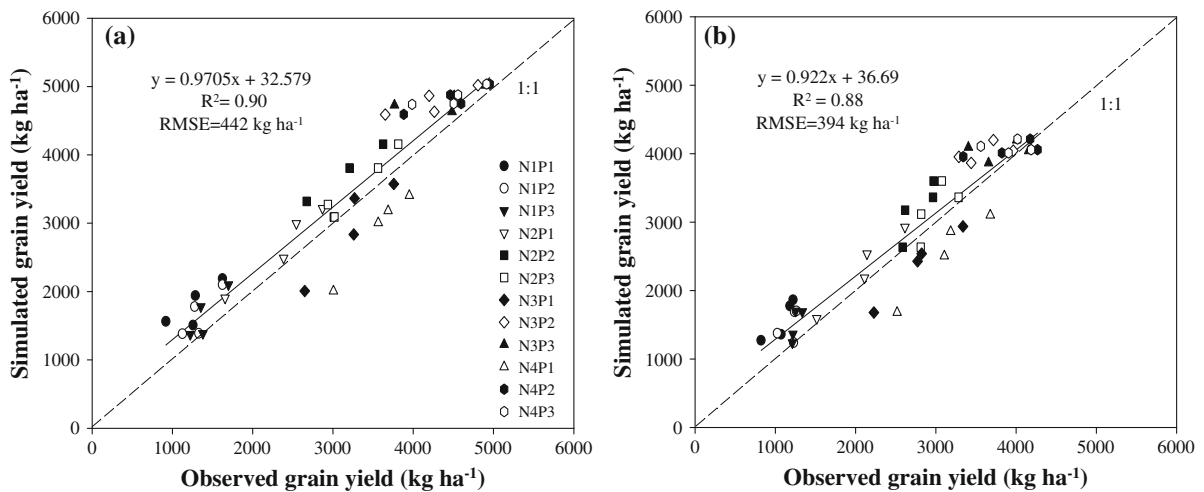 (a)
y = 0.9705x + 32.579
R²= 0.90
RMSE=442 kg ha⁻¹
1:1
N1P1
N1P2
N1P3
N2P1
N2P2
N2P3
N3P1
N3P2
N3P3
N4P1
N4P2
N4P3
Simulated grain yield (kg ha⁻¹)
6000
5000
4000
3000
2000
1000
0
0 1000 2000 3000 4000 5000 6000
Observed grain yield (kg ha⁻¹)
(b)
y = 0.922x + 36.69
R² = 0.88
RMSE=394 kg ha⁻¹
1:1
Simulated grain yield (kg ha⁻¹)
6000
5000
4000
3000
2000
1000
0
0 1000 2000 3000 4000 5000 6000
Observed grain yield (kg ha⁻¹)